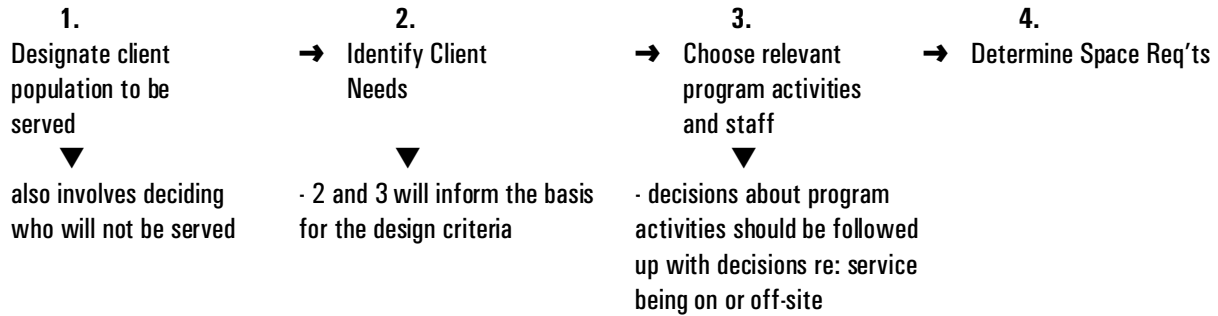 1.
Designate client
population to be
served
▼
also involves deciding
who will not be served
2.
➞ Identify Client
Needs
▼
- 2 and 3 will inform the basis
for the design criteria
3.
➞ Choose relevant
program activities
and staff
▼
- decisions about program
activities should be followed
up with decisions re: service
being on or off-site
4.
➞ Determine Space Req'ts